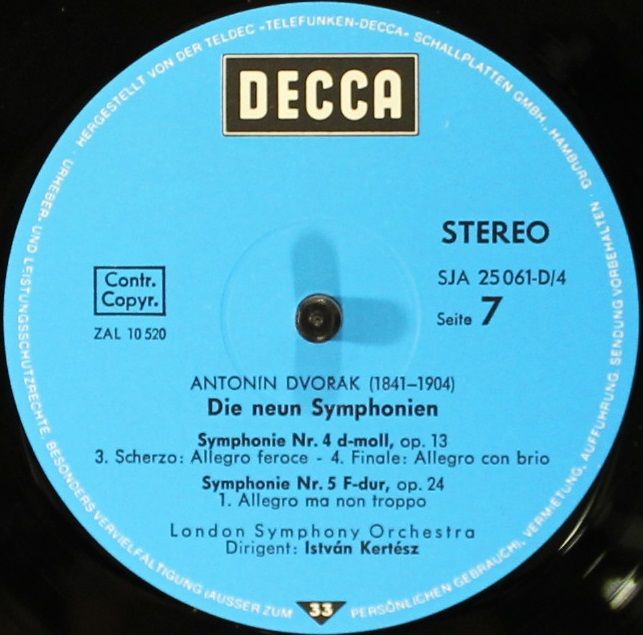 HERGESTELLT VON DER TELDEC »TELEFUNKEN-DECCA« SCHALLPLATTEN GMBH., HAMBURG · URHEBER- UND LEISTUNGSSCHUTZRECHTE, BESONDERS VERVIELFÄLTIGUNG (AUSSER ZUM PERSÖNLICHEN GEBRAUCH), VERMIETUNG, AUFFÜHRUNG, SENDUNG VORBEHALTEN ·
DECCA
STEREO
Contr.
Copyr.
SJA 25 061-D/4
ZAL 10 520
Seite 7
ANTONIN DVORÁK (1841–1904)
Die neun Symphonien
Symphonie Nr. 4 d-moll, op. 13
3. Scherzo: Allegro feroce - 4. Finale: Allegro con brio
Symphonie Nr. 5 F-dur, op. 24
1. Allegro ma non troppo
London Symphony Orchestra
Dirigent: István Kertész
33